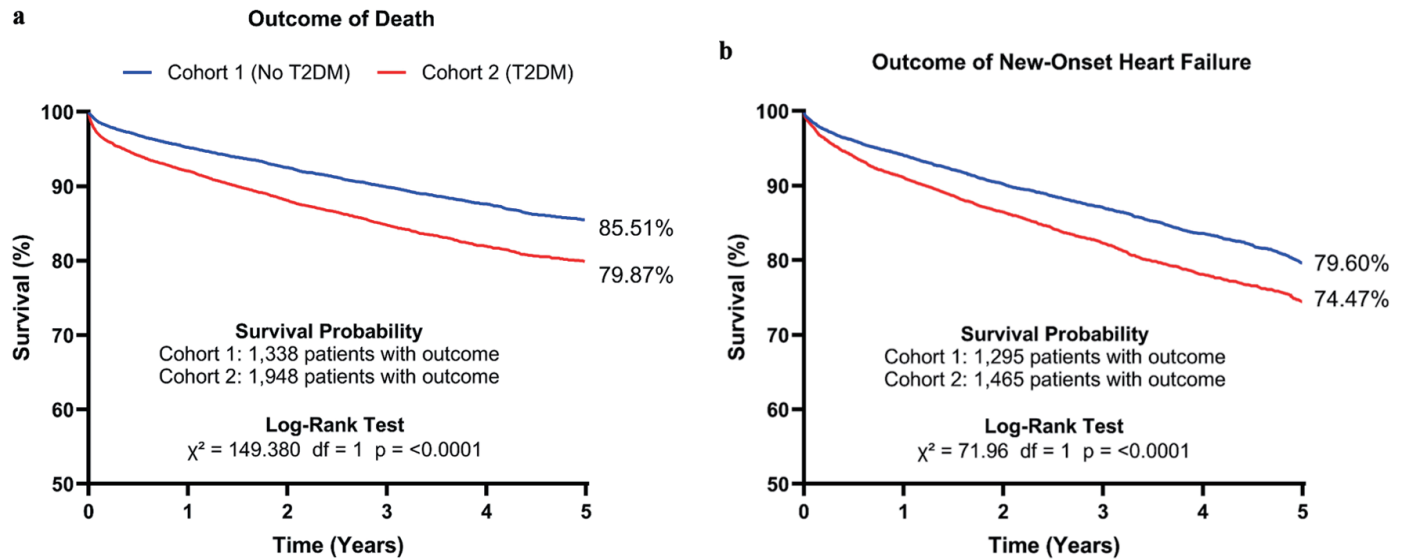 a
Outcome of Death
Cohort 1 (No T2DM) Cohort 2 (T2DM)
100
90
80
70
60
50
Survival (%)
85.51%
79.87%
Survival Probability
Cohort 1: 1,338 patients with outcome
Cohort 2: 1,948 patients with outcome
Log-Rank Test
χ² = 149.380 df = 1 p = <0.0001
0 1 2 3 4 5
Time (Years)
b
Outcome of New-Onset Heart Failure
100
90
80
70
60
50
Survival (%)
79.60%
74.47%
Survival Probability
Cohort 1: 1,295 patients with outcome
Cohort 2: 1,465 patients with outcome
Log-Rank Test
χ² = 71.96 df = 1 p = <0.0001
0 1 2 3 4 5
Time (Years)